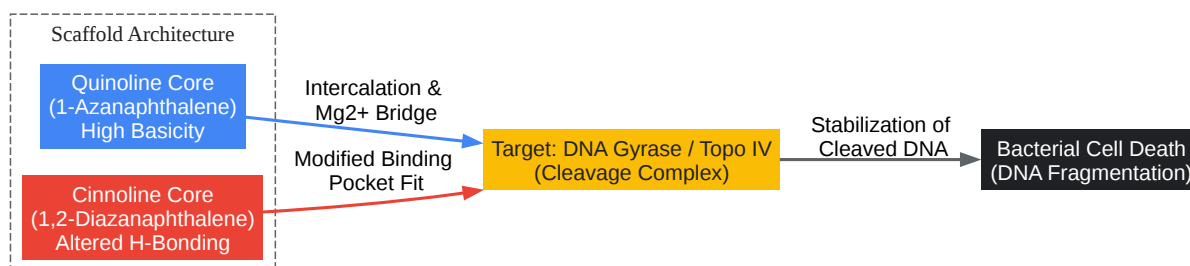 Scaffold Architecture
Quinoline Core
(1-Azanaphthalene)
High Basicity
Intercalation &
Mg2+ Bridge
Modified Binding
Pocket Fit
Cinnoline Core
(1,2-Diazanaphthalene)
Altered H-Bonding
Target: DNA Gyrase / Topo IV
(Cleavage Complex)
Stabilization of
Cleaved DNA
Bacterial Cell Death
(DNA Fragmentation)